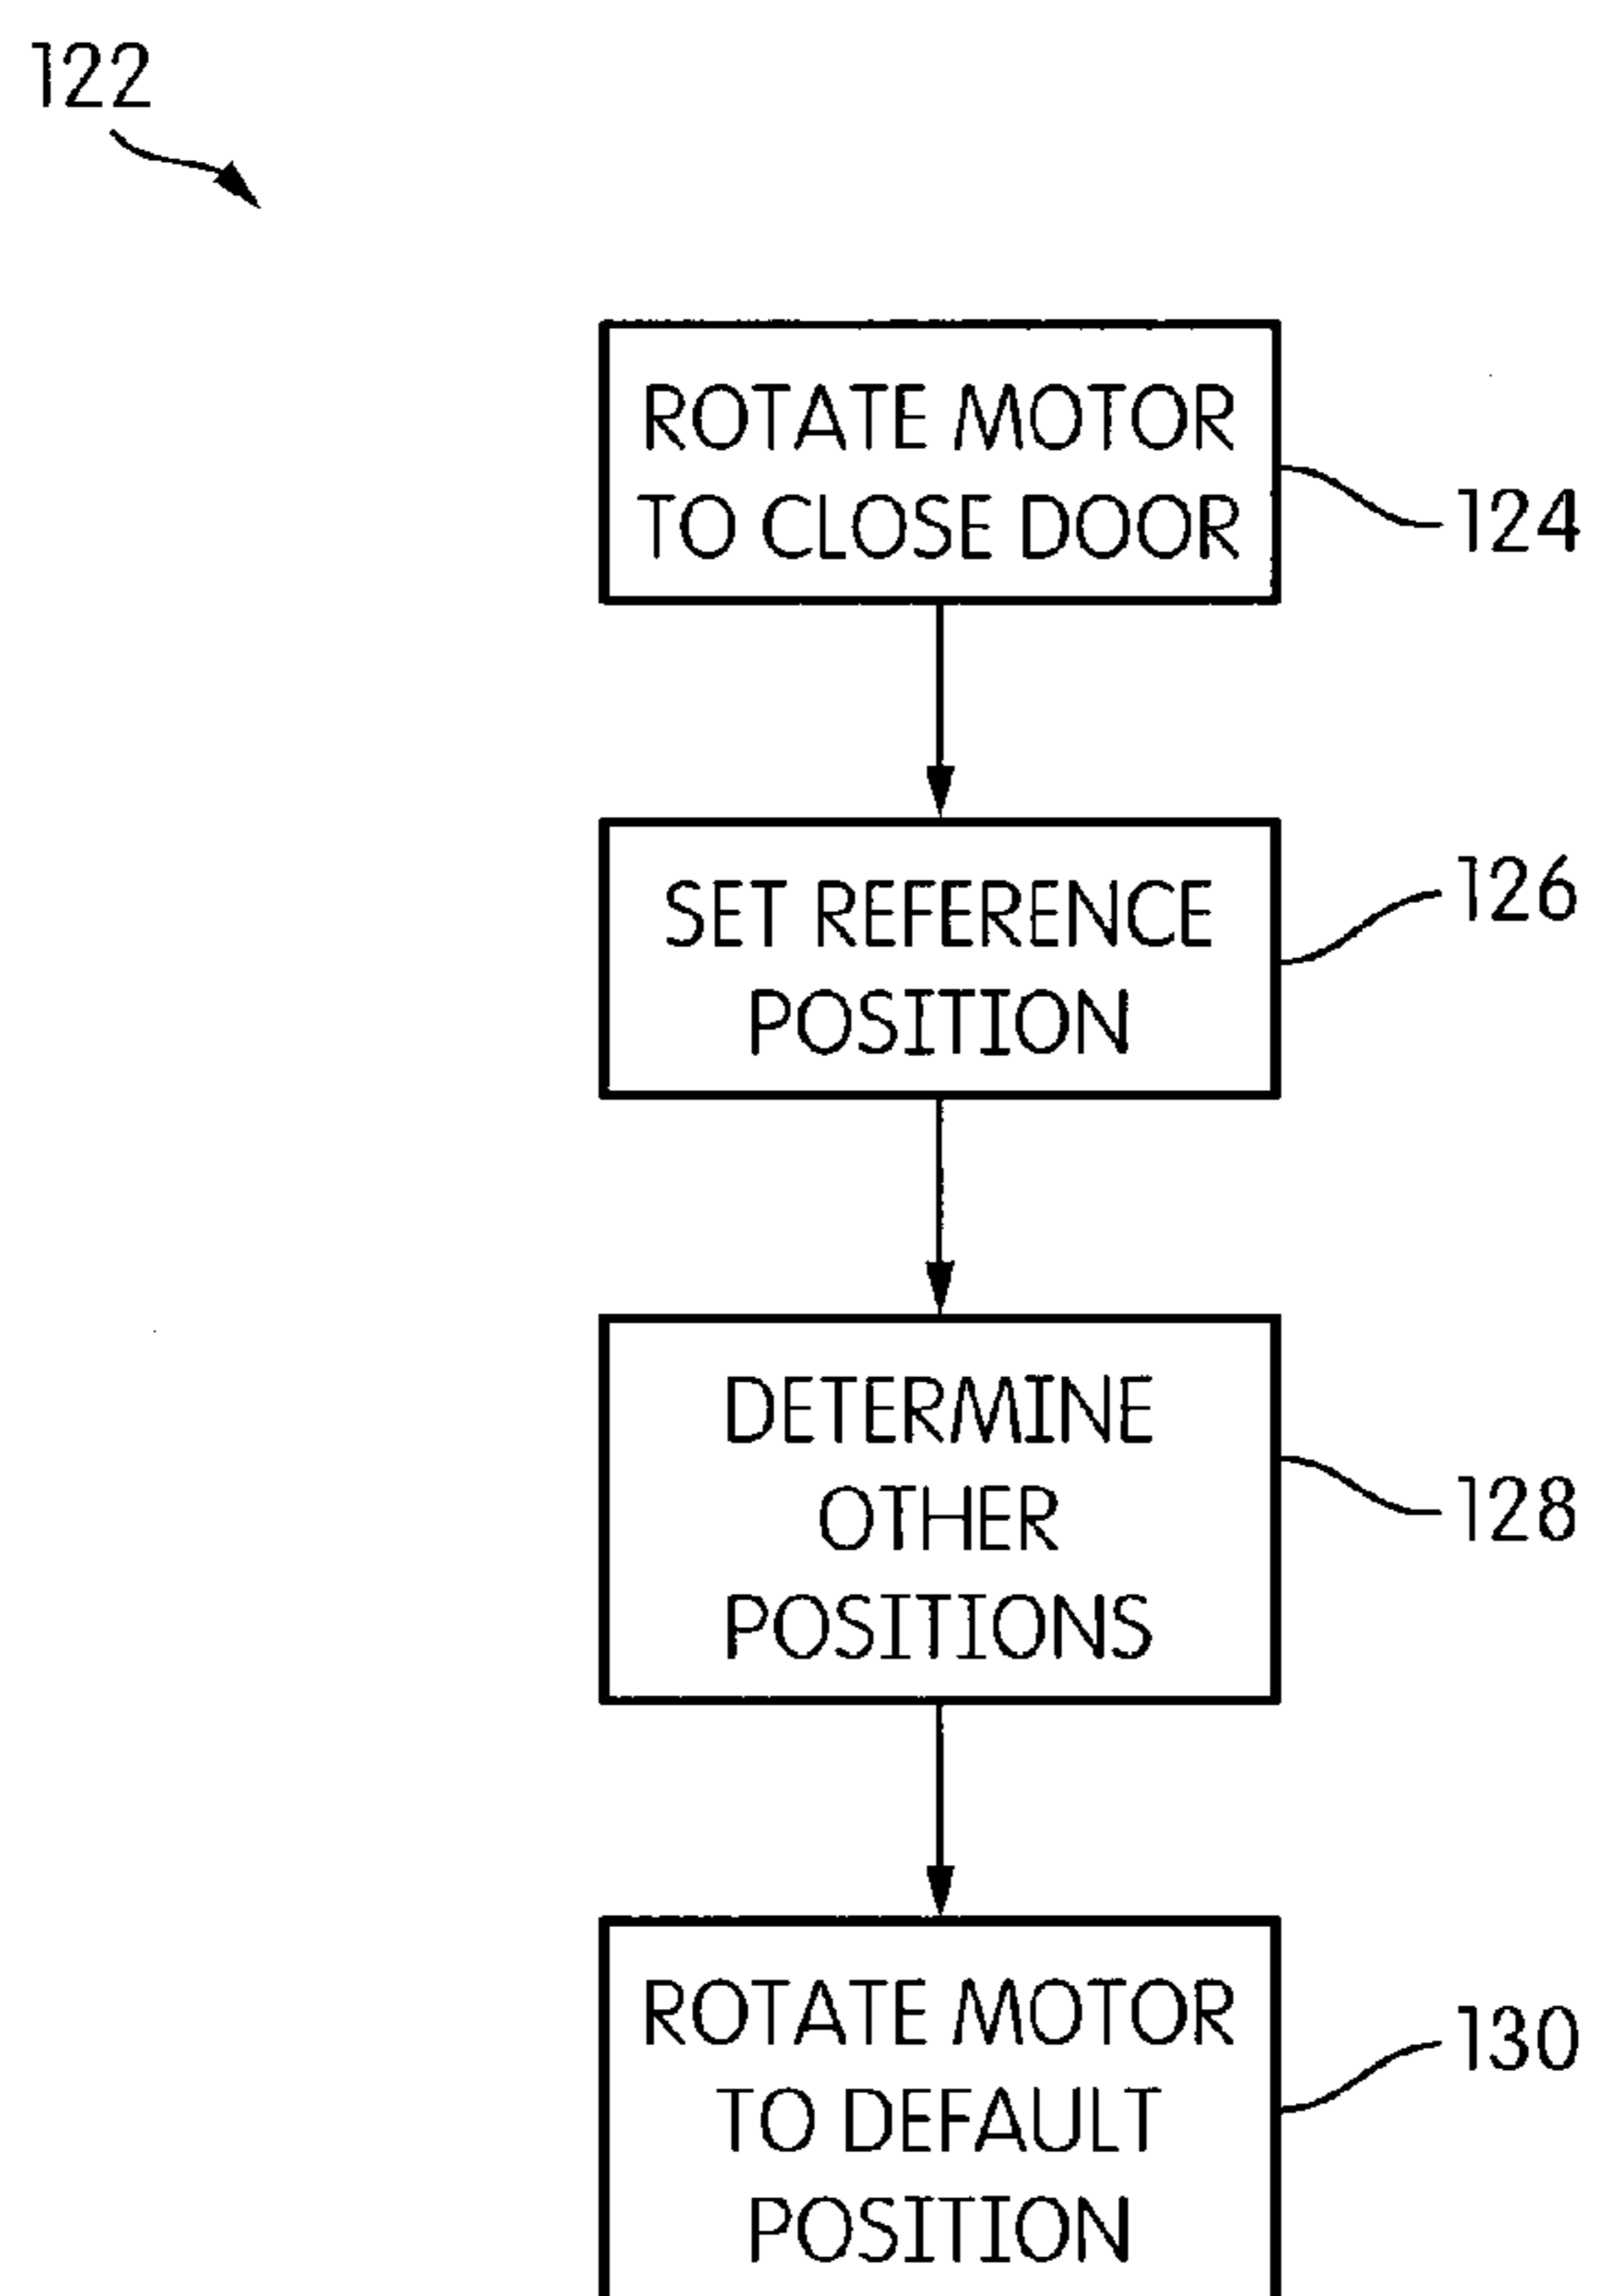 122
ROTATE MOTOR
TO CLOSE DOOR
124
SET REFERENCE
POSITION
126
DETERMINE
OTHER
POSITIONS
128
ROTATE MOTOR
TO DEFAULT
POSITION
130